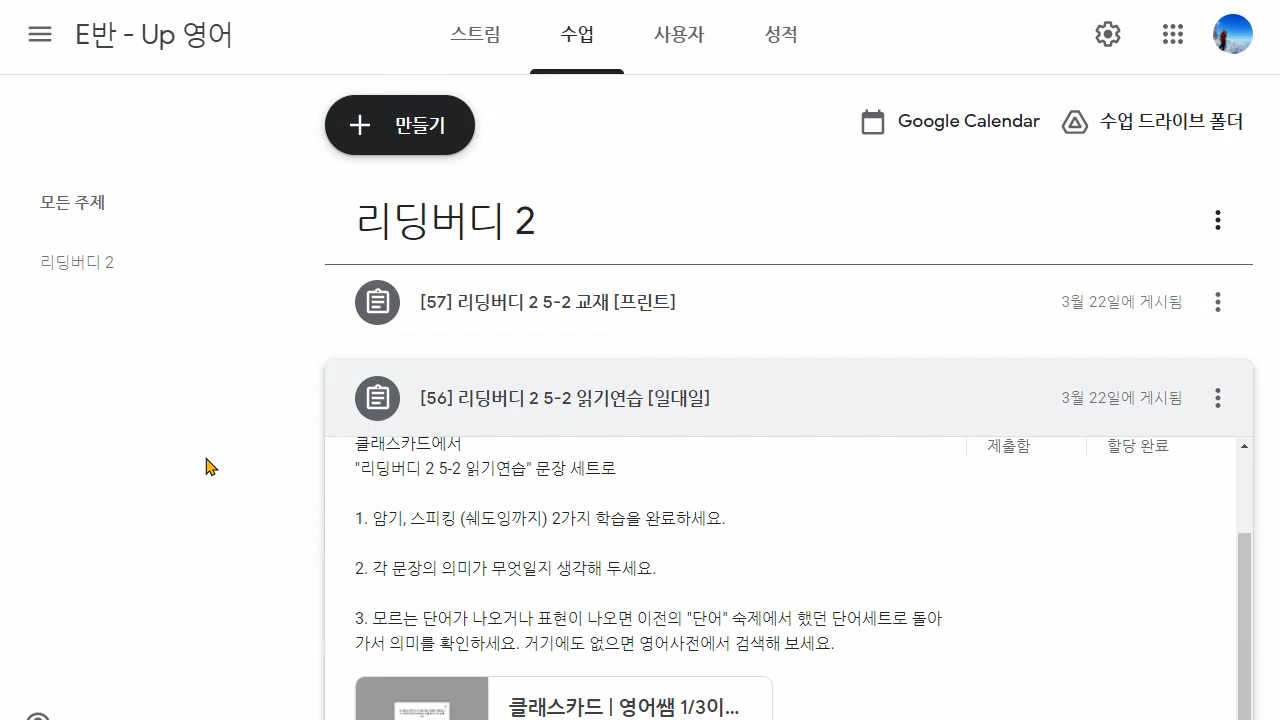 E반 - Up 영어
스트림
수업
사용자
성적
만들기
Google Calendar
수업 드라이브 폴더
모든 주제
리딩버디 2
리딩버디 2
[57] 리딩버디 2 5-2 교재 [프린트]
3월 22일에 게시됨
[56] 리딩버디 2 5-2 읽기연습 [일대일]
3월 22일에 게시됨
클래스카드에서
제출함
할당 완료
"리딩버디 2 5-2 읽기연습" 문장 세트로
1. 암기, 스피킹 (쉐도잉까지) 2가지 학습을 완료하세요.
2. 각 문장의 의미가 무엇일지 생각해 두세요.
3. 모르는 단어가 나오거나 표현이 나오면 이전의 "단어" 숙제에서 했던 단어세트로 돌아
가서 의미를 확인하세요. 거기에도 없으면 영어사전에서 검색해 보세요.
클래스카드 | 영어쌤 1/3이...